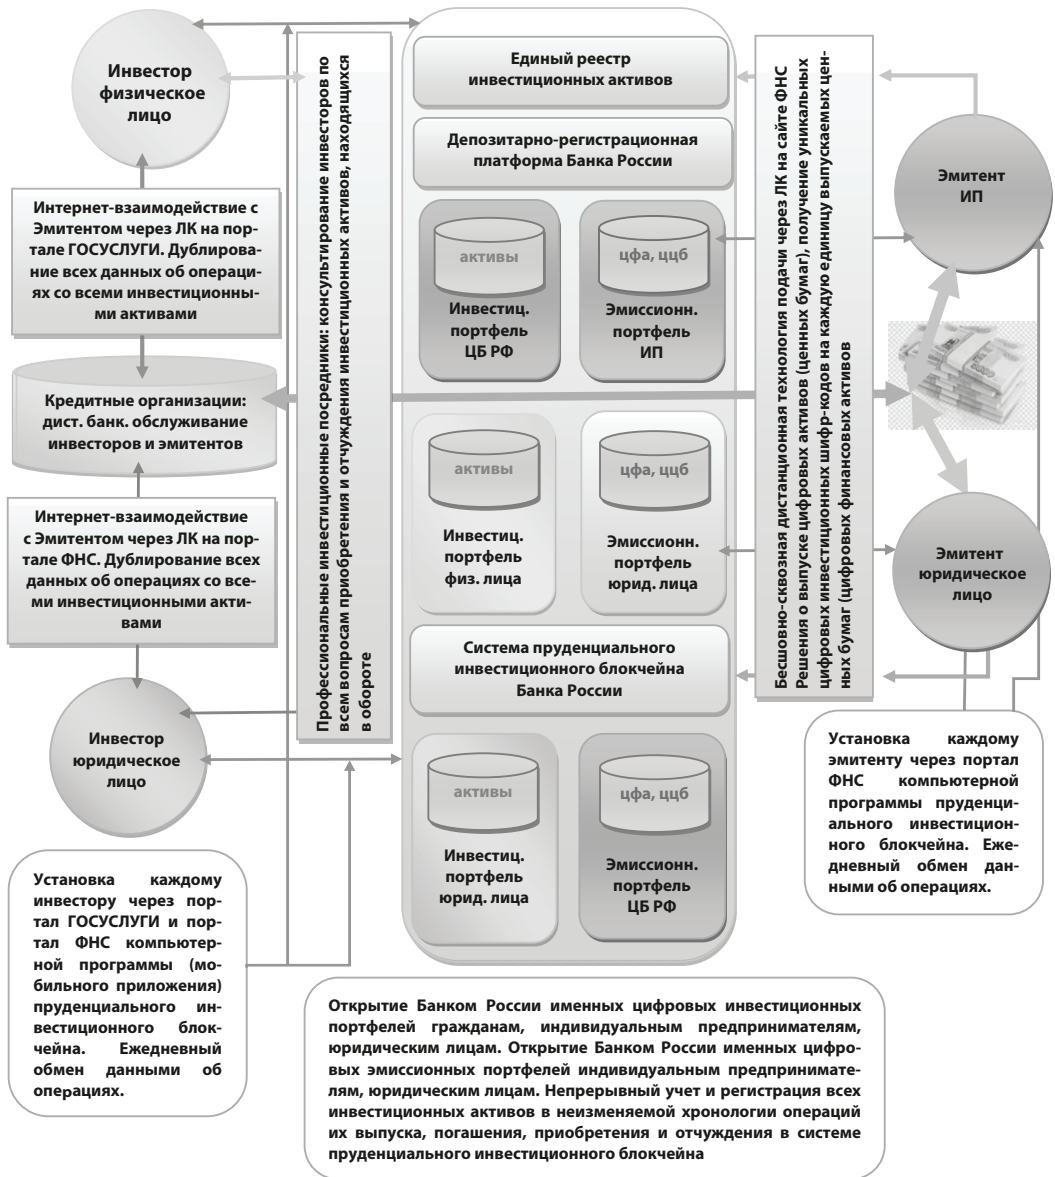 Инвестор
физическое
лицо
Интернет-взаимодействие с
Эмитентом через ЛК на пор-
тале ГОСУСЛУГИ. Дублирова-
ние всех данных об операци-
ях со всеми инвестиционны-
ми активами
Кредитные организации:
дист. банк. обслуживание
инвесторов и эмитентов
Интернет-взаимодействие
с Эмитентом через ЛК на пор-
тале ФНС. Дублирование всех
данных об операциях со все-
ми инвестиционными акти-
вами
Инвестор
юридическое
лицо
Установка каждому
инвестору через пор-
тал ГОСУСЛУГИ и пор-
тал ФНС компьютер-
ной программы (мо-
бильного приложения)
пруденциального ин-
вестиционного блок-
чейна. Ежедневный
обмен данными об
операциях.
Профессиональные инвестиционные посредники: консультирование инвесторов по
всем вопросам приобретения и отчуждения инвестиционных активов, находящихся
в обороте
Единый реестр
инвестиционных активов
Депозитарно-регистрационная
платформа Банка России
активы
Инвестиц.
портфель
ЦБ РФ
цфа, ццб
Эмиссионн.
портфель
ИП
активы
Инвестиц.
портфель
физ. лица
цфа, ццб
Эмиссионн.
портфель
юрид. лица
Система пруденциального
инвестиционного блокчейна
Банка России
активы
Инвестиц.
портфель
юрид. лица
цфа, ццб
Эмиссионн.
портфель
ЦБ РФ
Бесшовно-сквозная дистанционная технология подачи через ЛК на сайте ФНС
Решения о выпуске цифровых активов (ценных бумаг), получение уникальных
цифровых инвестиционных шифр-кодов на каждую единицу выпускаемых цен-
ных бумаг (цифровых финансовых активов
Эмитент
ИП
Эмитент
юридическое
лицо
Установка каждому
эмитенту через портал
ФНС компьютерной
программы пруденци-
ального инвестицион-
ного блокчейна. Еже-
дневный обмен дан-
ными об операциях.
Открытие Банком России именных цифровых инвестиционных
портфелей гражданам, индивидуальным предпринимателям,
юридическим лицам. Открытие Банком России именных цифро-
вых эмиссионных портфелей индивидуальным предпринимате-
лям, юридическим лицам. Непрерывный учет и регистрация всех
инвестиционных активов в неизменяемой хронологии операций
их выпуска, погашения, приобретения и отчуждения в системе
пруденциального инвестиционного блокчейна